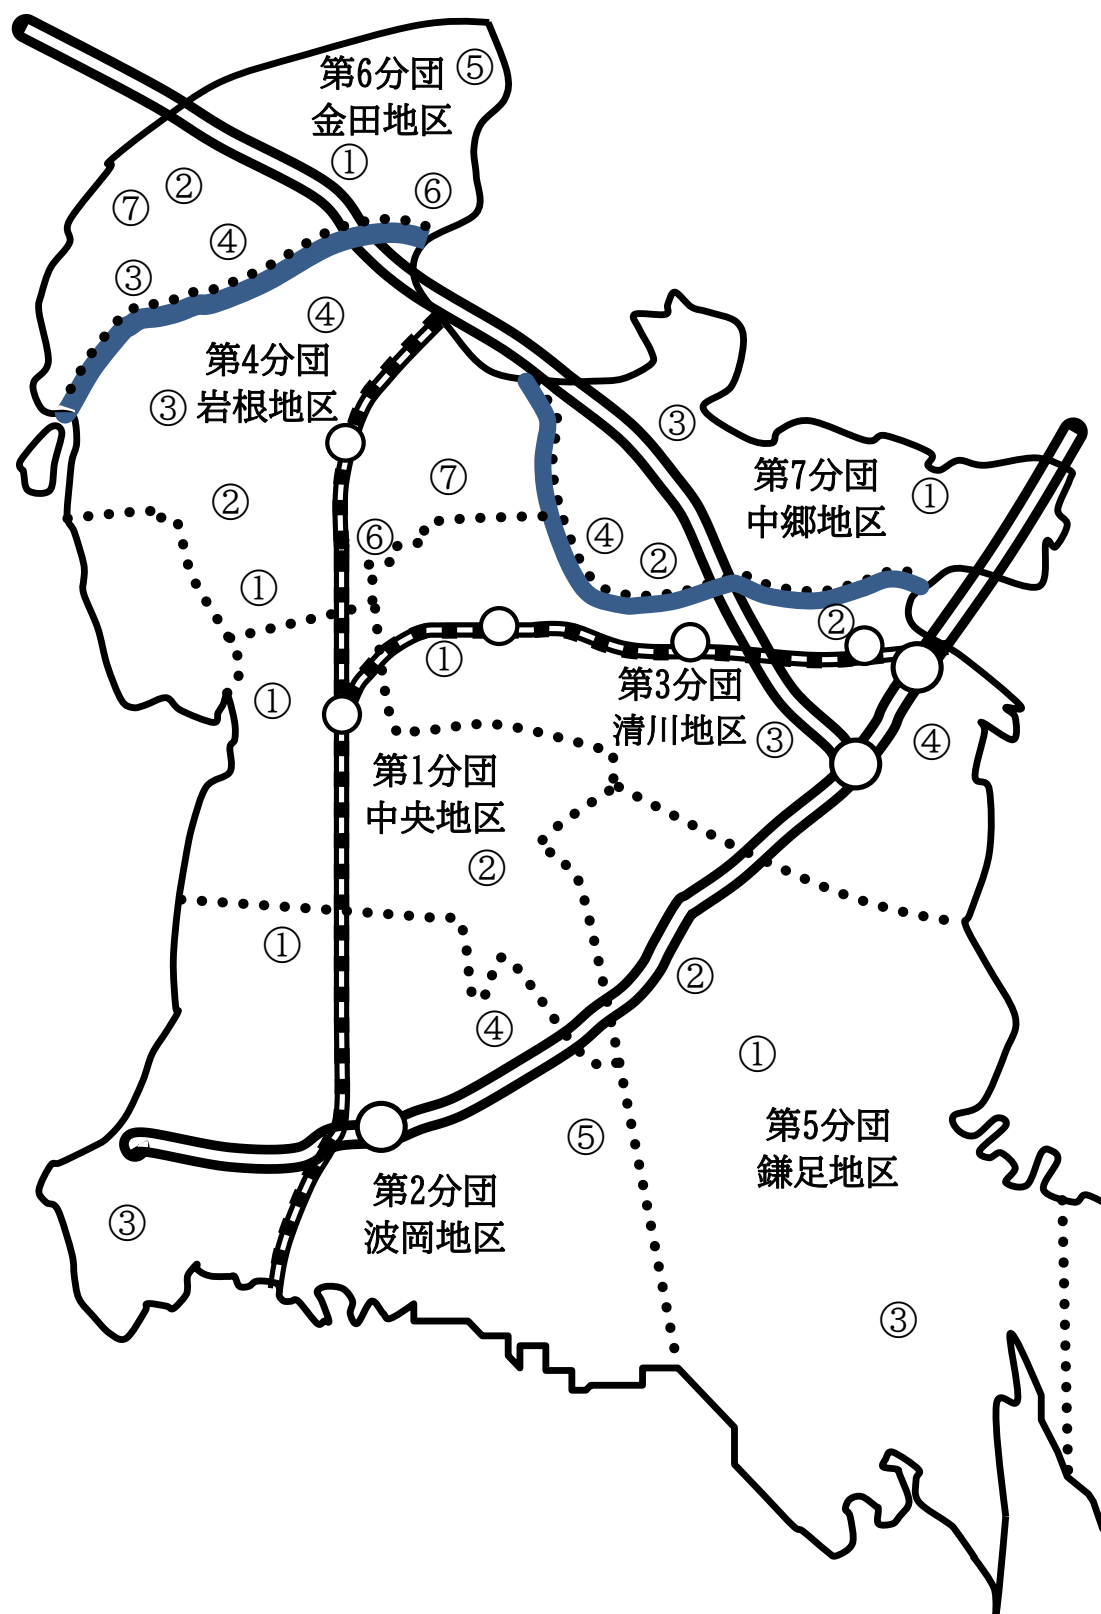 第6分団
金田地区
⑤
①
⑥
②
⑦
④
③
④
第4分団
岩根地区
③
②
①
⑦
⑥
③
第7分団
中郷地区
①
④
②
②
①
第3分団
清川地区
③
④
①
第1分団
中央地区
②
①
④
②
①
⑤
第5分団
鎌足地区
第2分団
波岡地区
③
③